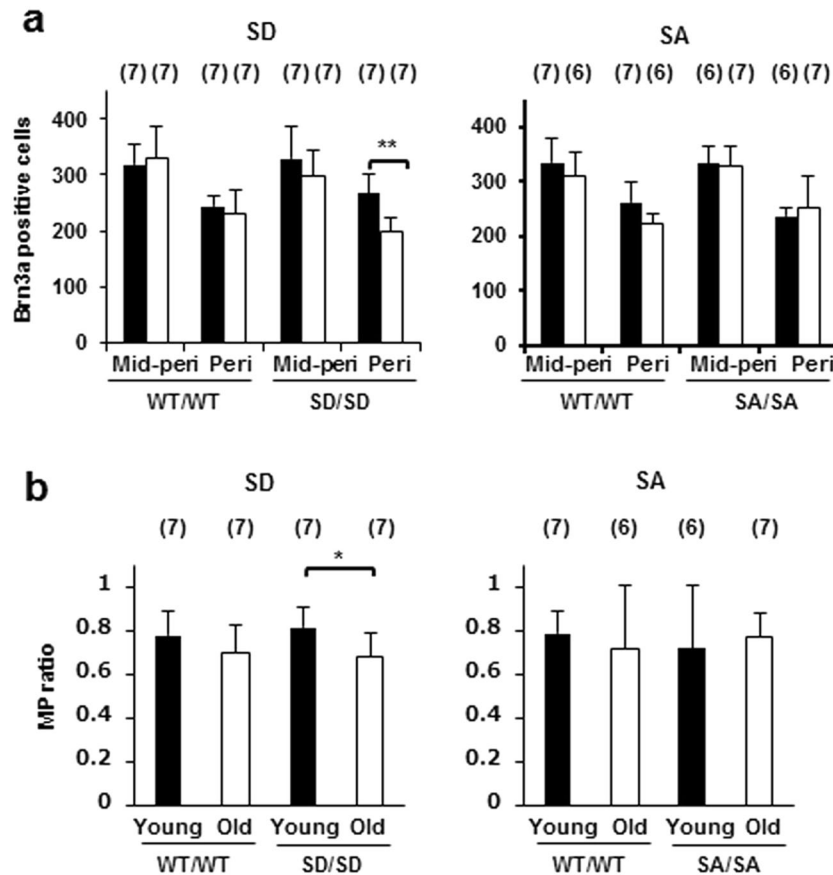 a
SD SA
(7) (7) (7) (7) (7) (7) (7) (7) (7) (6) (7) (6) (6) (7) (6) (7)
Brn3a positive cells
400
300
200
100
0
**
400
300
200
100
0
Mid-peri Peri Mid-peri Peri Mid-peri Peri Mid-peri Peri
WT/WT SD/SD WT/WT SA/SA
b
SD SA
(7) (7) (7) (7) (7) (6) (6) (7)
MP ratio
1
0.8
0.6
0.4
0.2
0
*
1
0.8
0.6
0.4
0.2
0
Young Old Young Old Young Old Young Old
WT/WT SD/SD WT/WT SA/SA